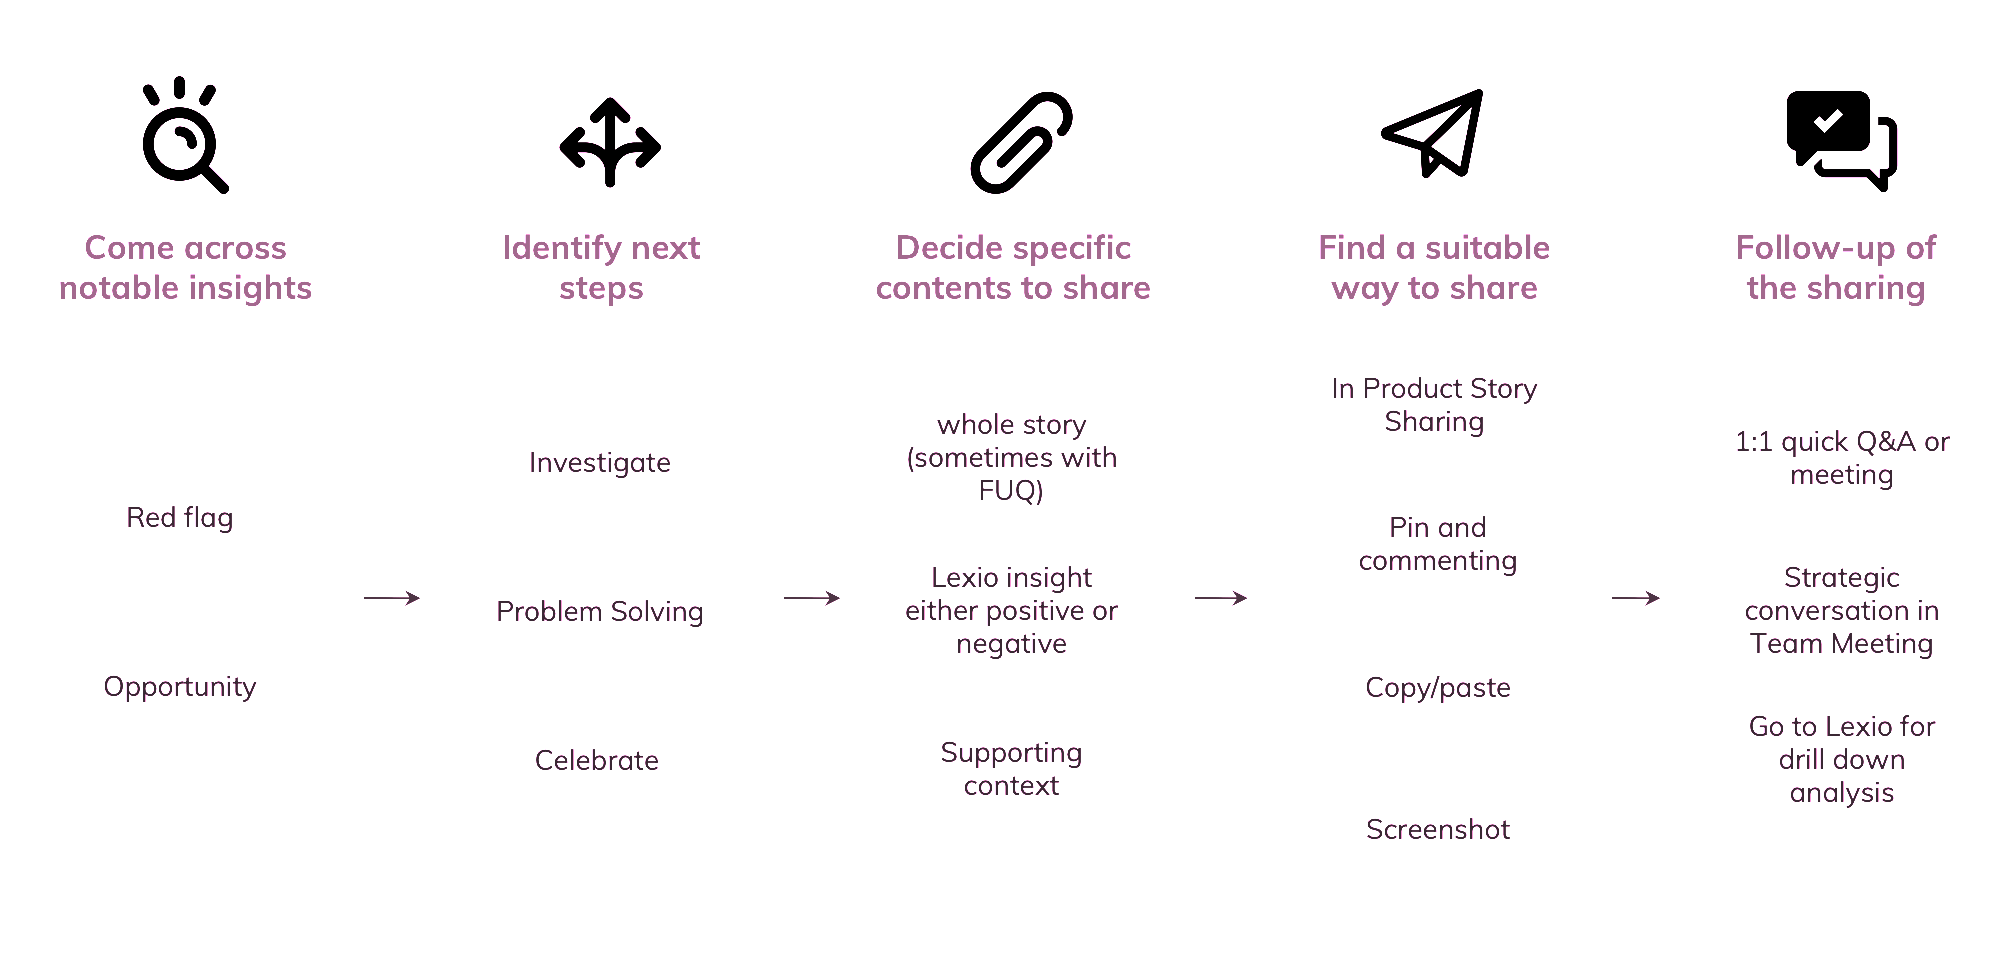 Come across
notable insights
Red flag
Opportunity
Identify next
steps
Investigate
Problem Solving
Celebrate
Decide specific
contents to share
whole story
(sometimes with
FUQ)
Lexio insight
either positive or
negative
Supporting
context
Find a suitable
way to share
In Product Story
Sharing
Pin and
commenting
Copy/paste
Screenshot
Follow-up of
the sharing
1:1 quick Q&A or
meeting
Strategic
conversation in
Team Meeting
Go to Lexio for
drill down
analysis